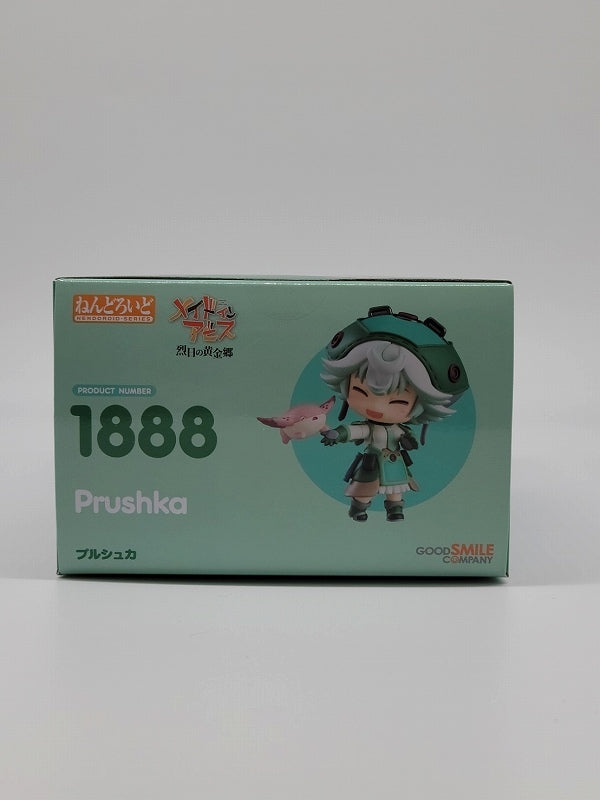 ねんどろいど
NENDOROID-SERIES
メイドイン
アビス
烈日の黄金郷
PRODUCT NUMBER
1888
Prushka
プルシュカ
GOOD SMILE
COMPANY